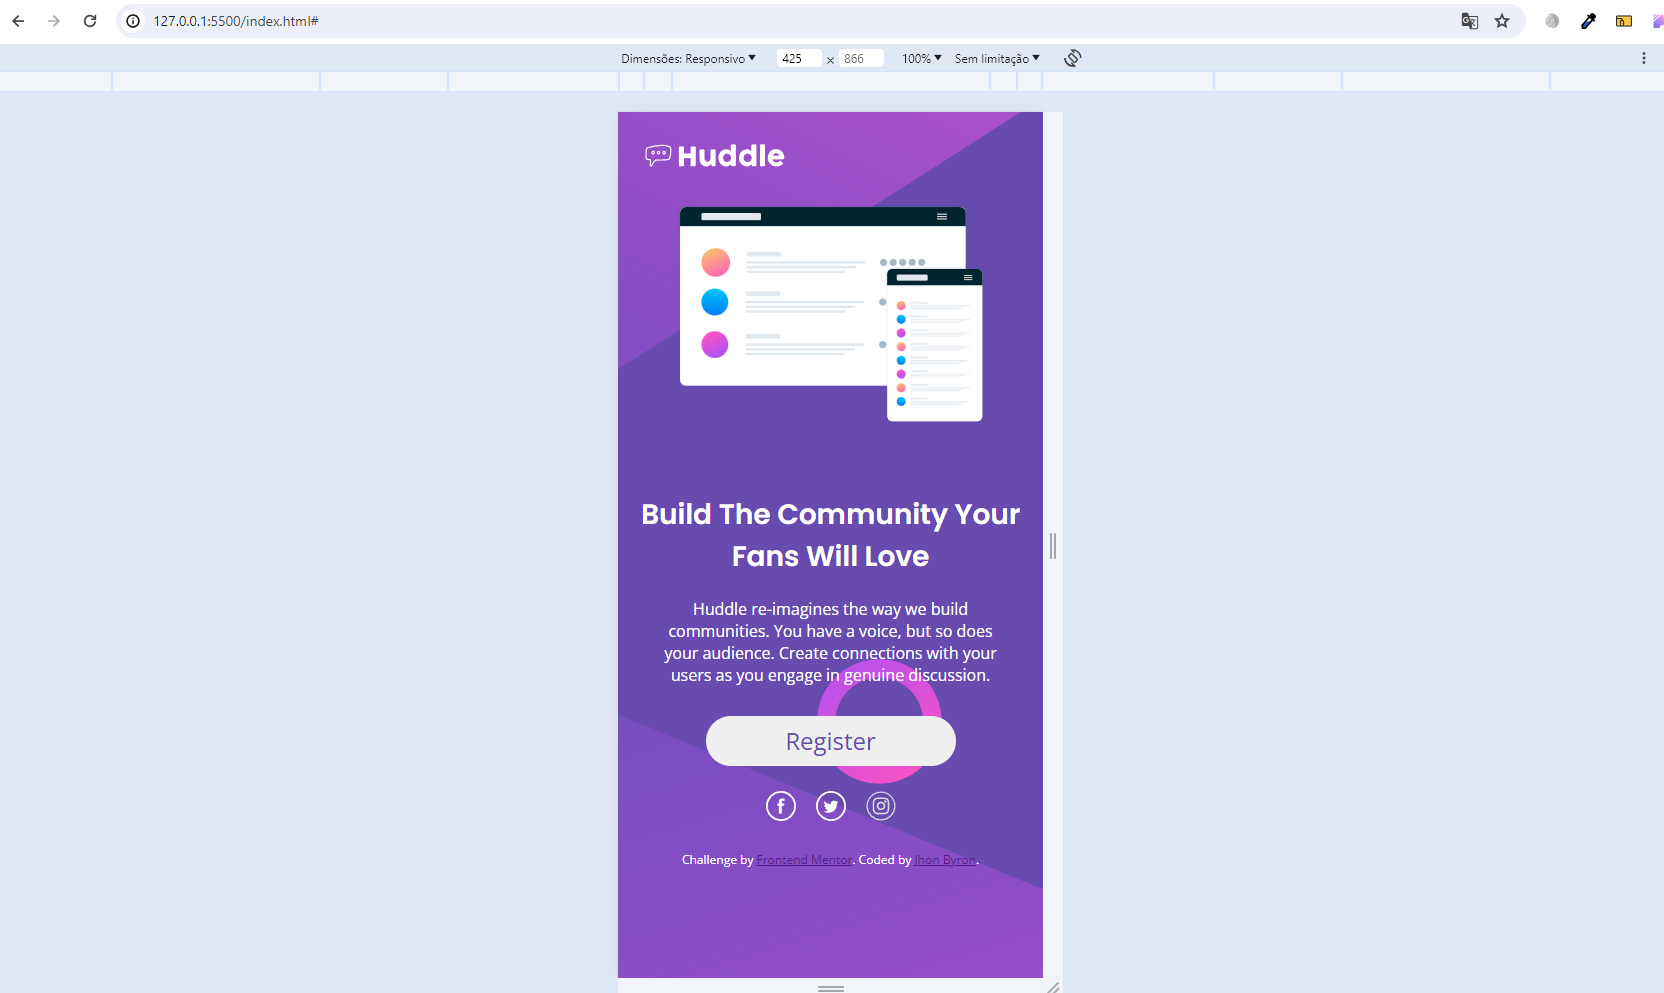 127.0.0.1:5500/index.html#
Dimensões: Responsivo 425 × 866 100% Sem limitação
Huddle
Build The Community Your
Fans Will Love
Huddle re-imagines the way we build
communities. You have a voice, but so does
your audience. Create connections with your
users as you engage in genuine discussion.
Register
Challenge by Frontend Mentor. Coded by Jhon Byron.